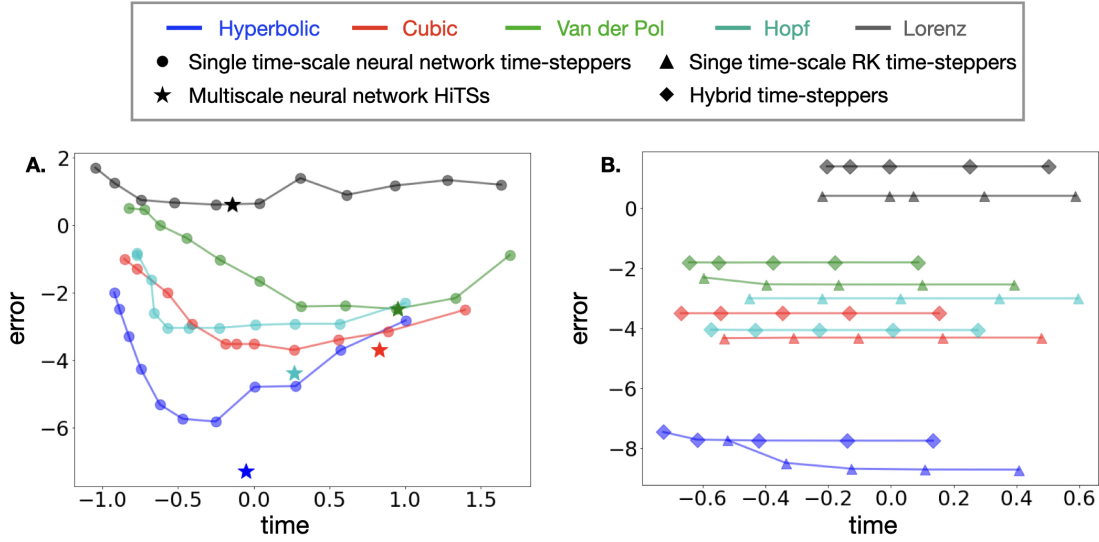 Hyperbolic Cubic Van der Pol Hopf Lorenz
Single time-scale neural network time-steppers Singe time-scale RK time-steppers
Multiscale neural network HiTSs Hybrid time-steppers
A.
2
0
−2
−4
−6
error
−1.0 −0.5 0.0 0.5 1.0 1.5
time
B.
0
−2
−4
−6
−8
error
−0.6 −0.4 −0.2 0.0 0.2 0.4 0.6
time